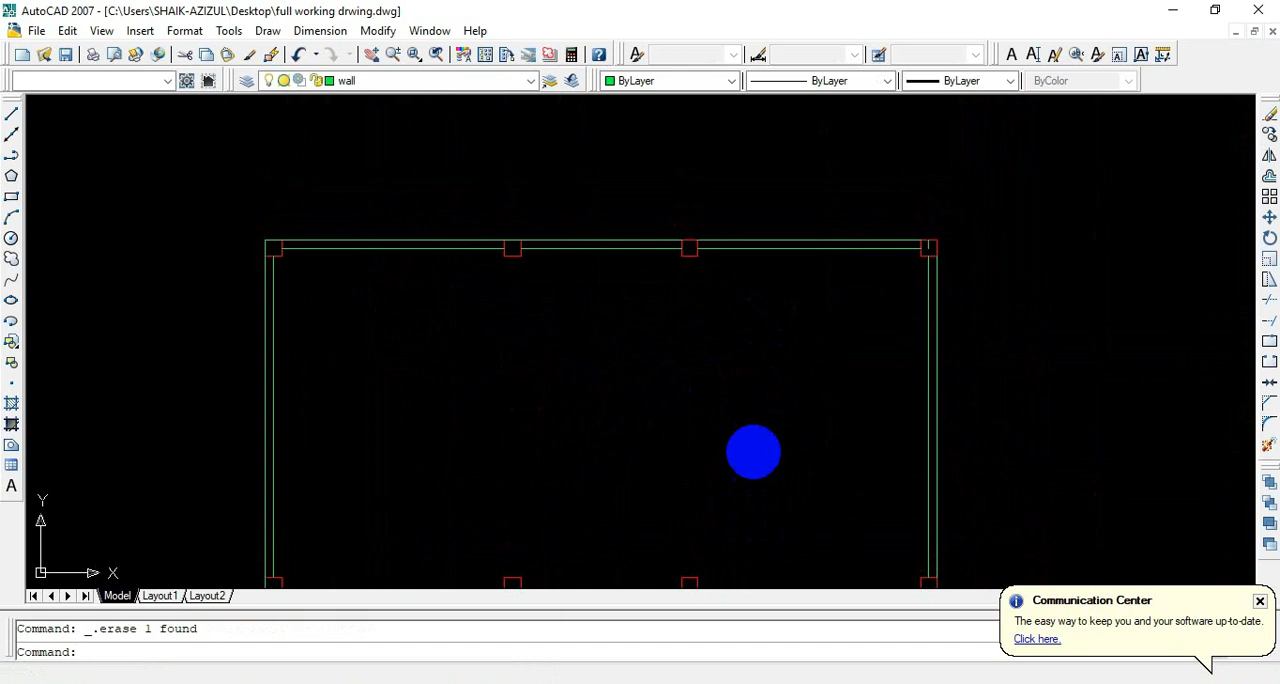 AutoCAD 2007 - [C:\Users\SHAIK-AZIZUL\Desktop\full working drwing.dwg]
File Edit View Insert Format Tools Draw Dimension Modify Window Help
wall ByLayer ByLayer ByLayer ByColor
Y
X
Model Layout1 Layout2
Communication Center
The easy way to keep you and your software up-to-date.
Click here.
Command: _.erase 1 found
Command: